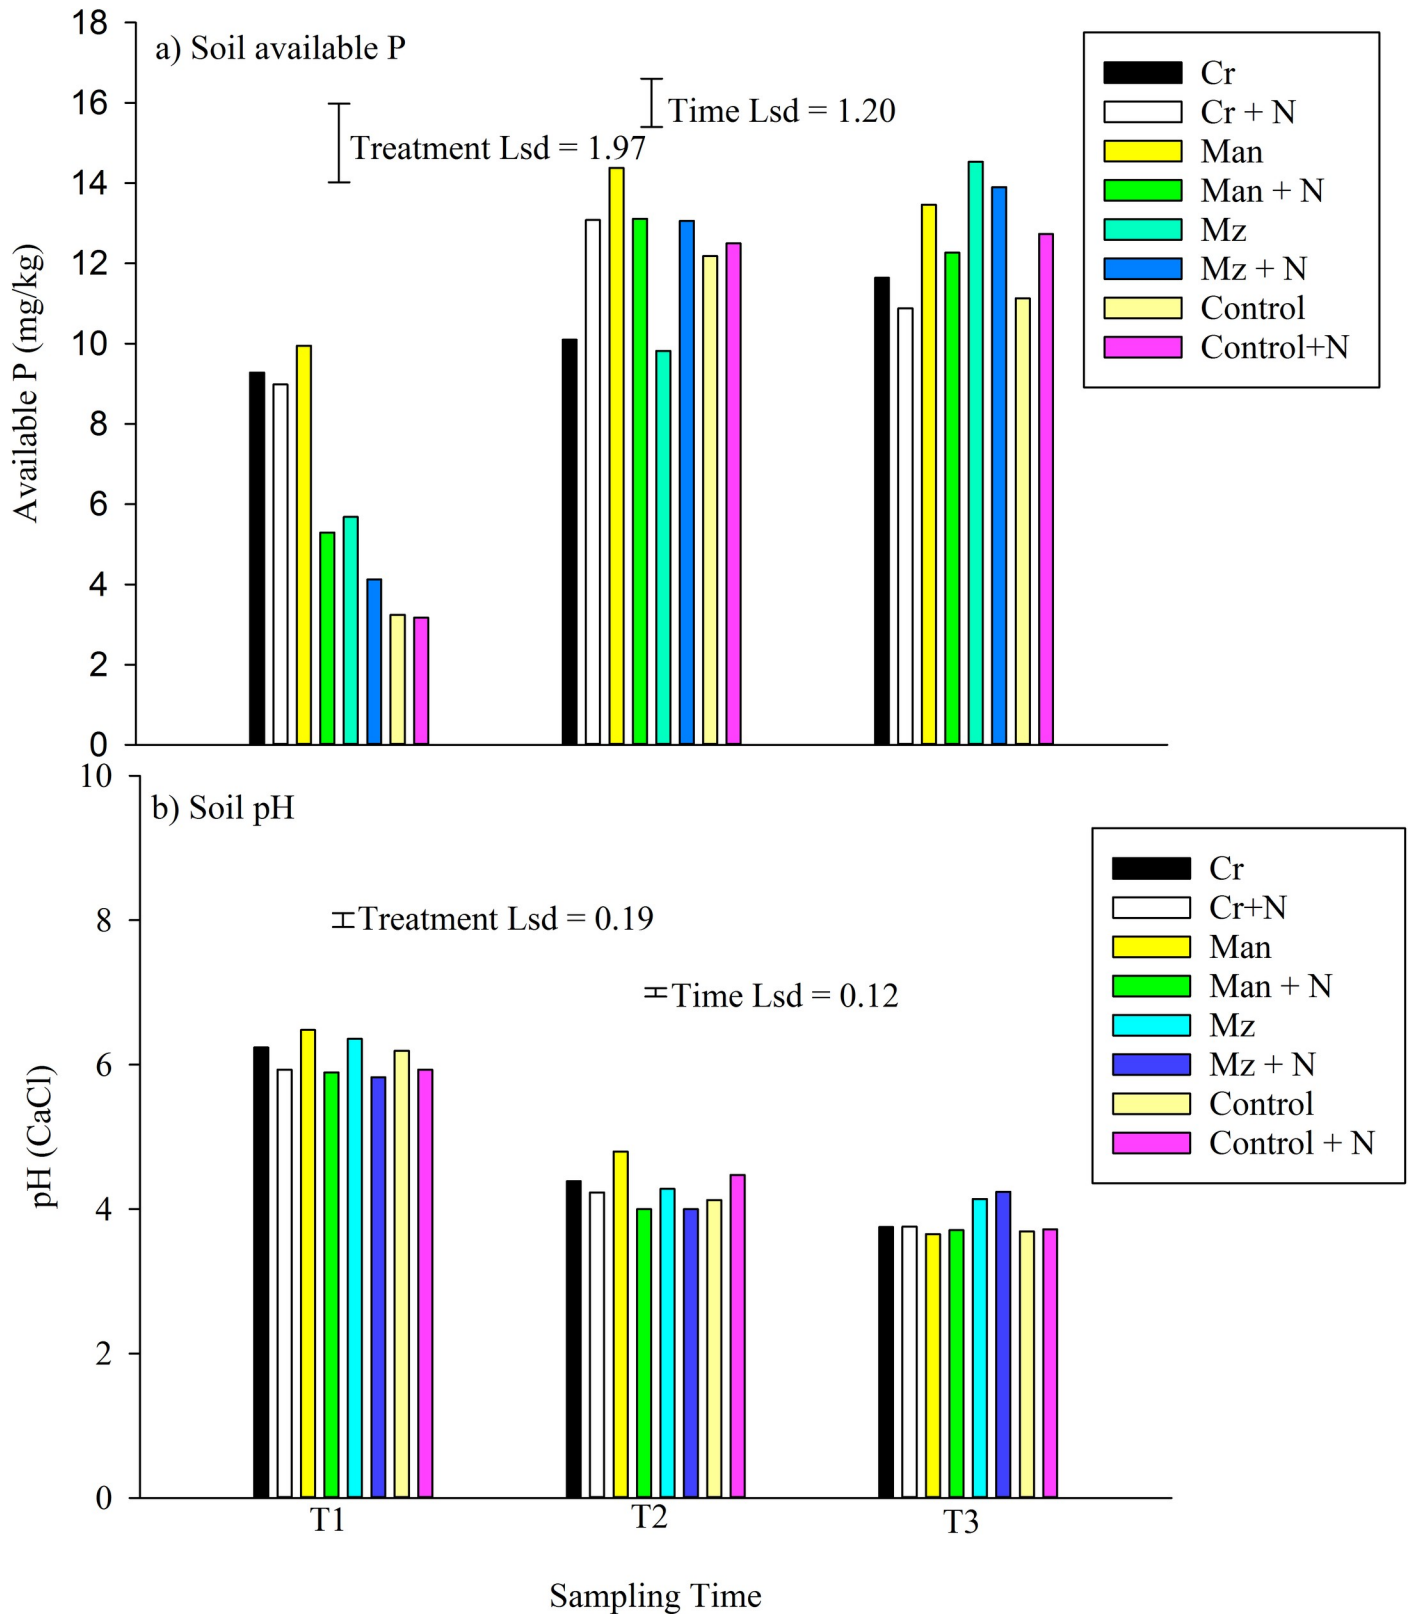 18
a) Soil available P
16
Treatment Lsd = 1.97
Time Lsd = 1.20
14
12
10
8
6
4
2
0
Available P (mg/kg)
Cr
Cr + N
Man
Man + N
Mz
Mz + N
Control
Control+N
10
b) Soil pH
8
Treatment Lsd = 0.19
Time Lsd = 0.12
6
4
2
0
pH (CaCl)
Cr
Cr+N
Man
Man + N
Mz
Mz + N
Control
Control + N
T1
T2
T3
Sampling Time